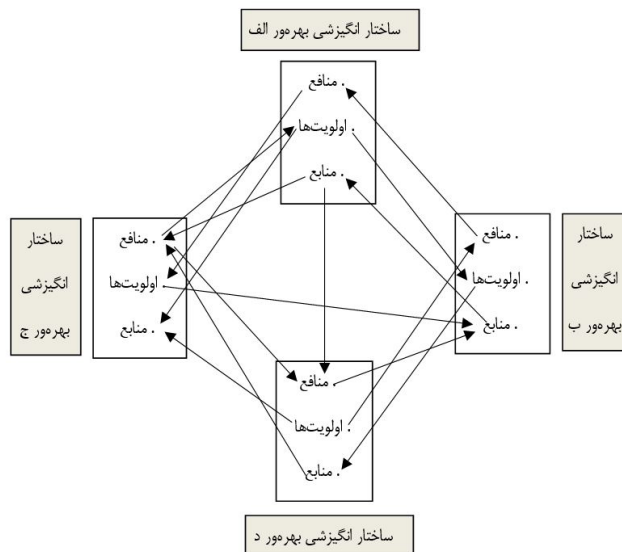 ساختار انگیزشی بهره‌ور الف
. منافع
. اولویت‌ها
. منابع
ساختار
انگیزشی
بهره‌ور ب
. منافع
. اولویت‌ها
. منابع
. منافع
. اولویت‌ها
. منابع
ساختار
انگیزشی
بهره‌ور ج
. منافع
. اولویت‌ها
. منابع
ساختار انگیزشی بهره‌ور د